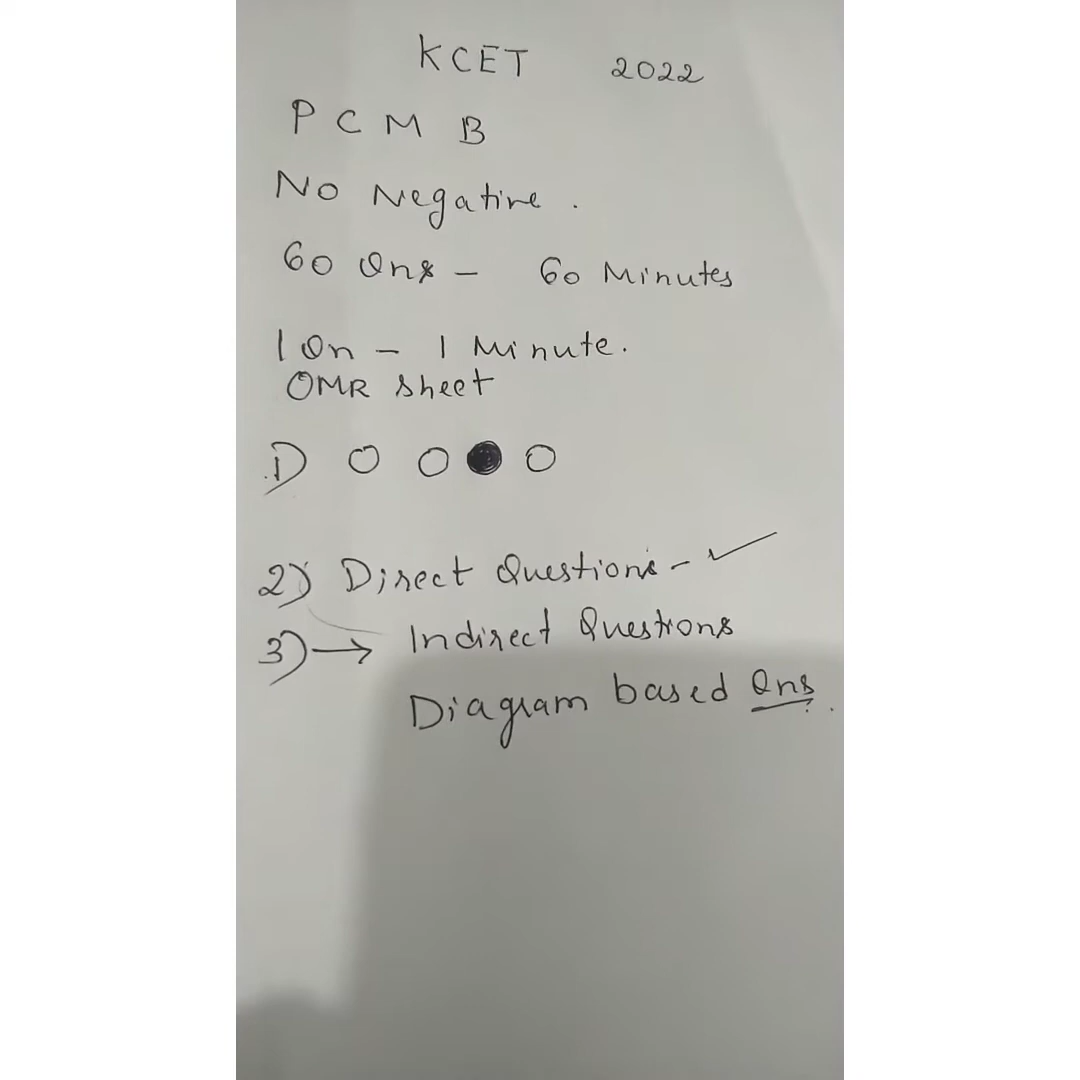 KCET 2022
P C M B
No Negative.
60 Qns - 60 Minutes
1 Qn - 1 Minute.
OMR sheet
1)
2) Direct Questions - ✓
3) → Indirect Questions
Diagram based Qns.